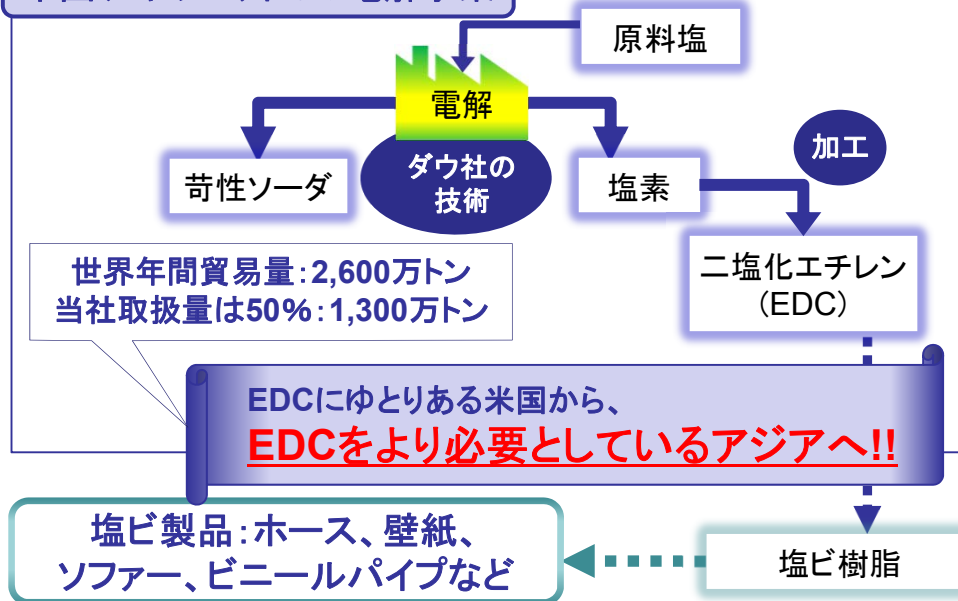 原料塩
電解
ダウ社の
技術
苛性ソーダ
塩素
加工
二塩化エチレン
(EDC)
世界年間貿易量:2,600万トン
当社取扱量は50%:1,300万トン
EDCにゆとりある米国から、
EDCをより必要としているアジアへ!!
塩ビ製品:ホース、壁紙、
ソファー、ビニールパイプなど
塩ビ樹脂